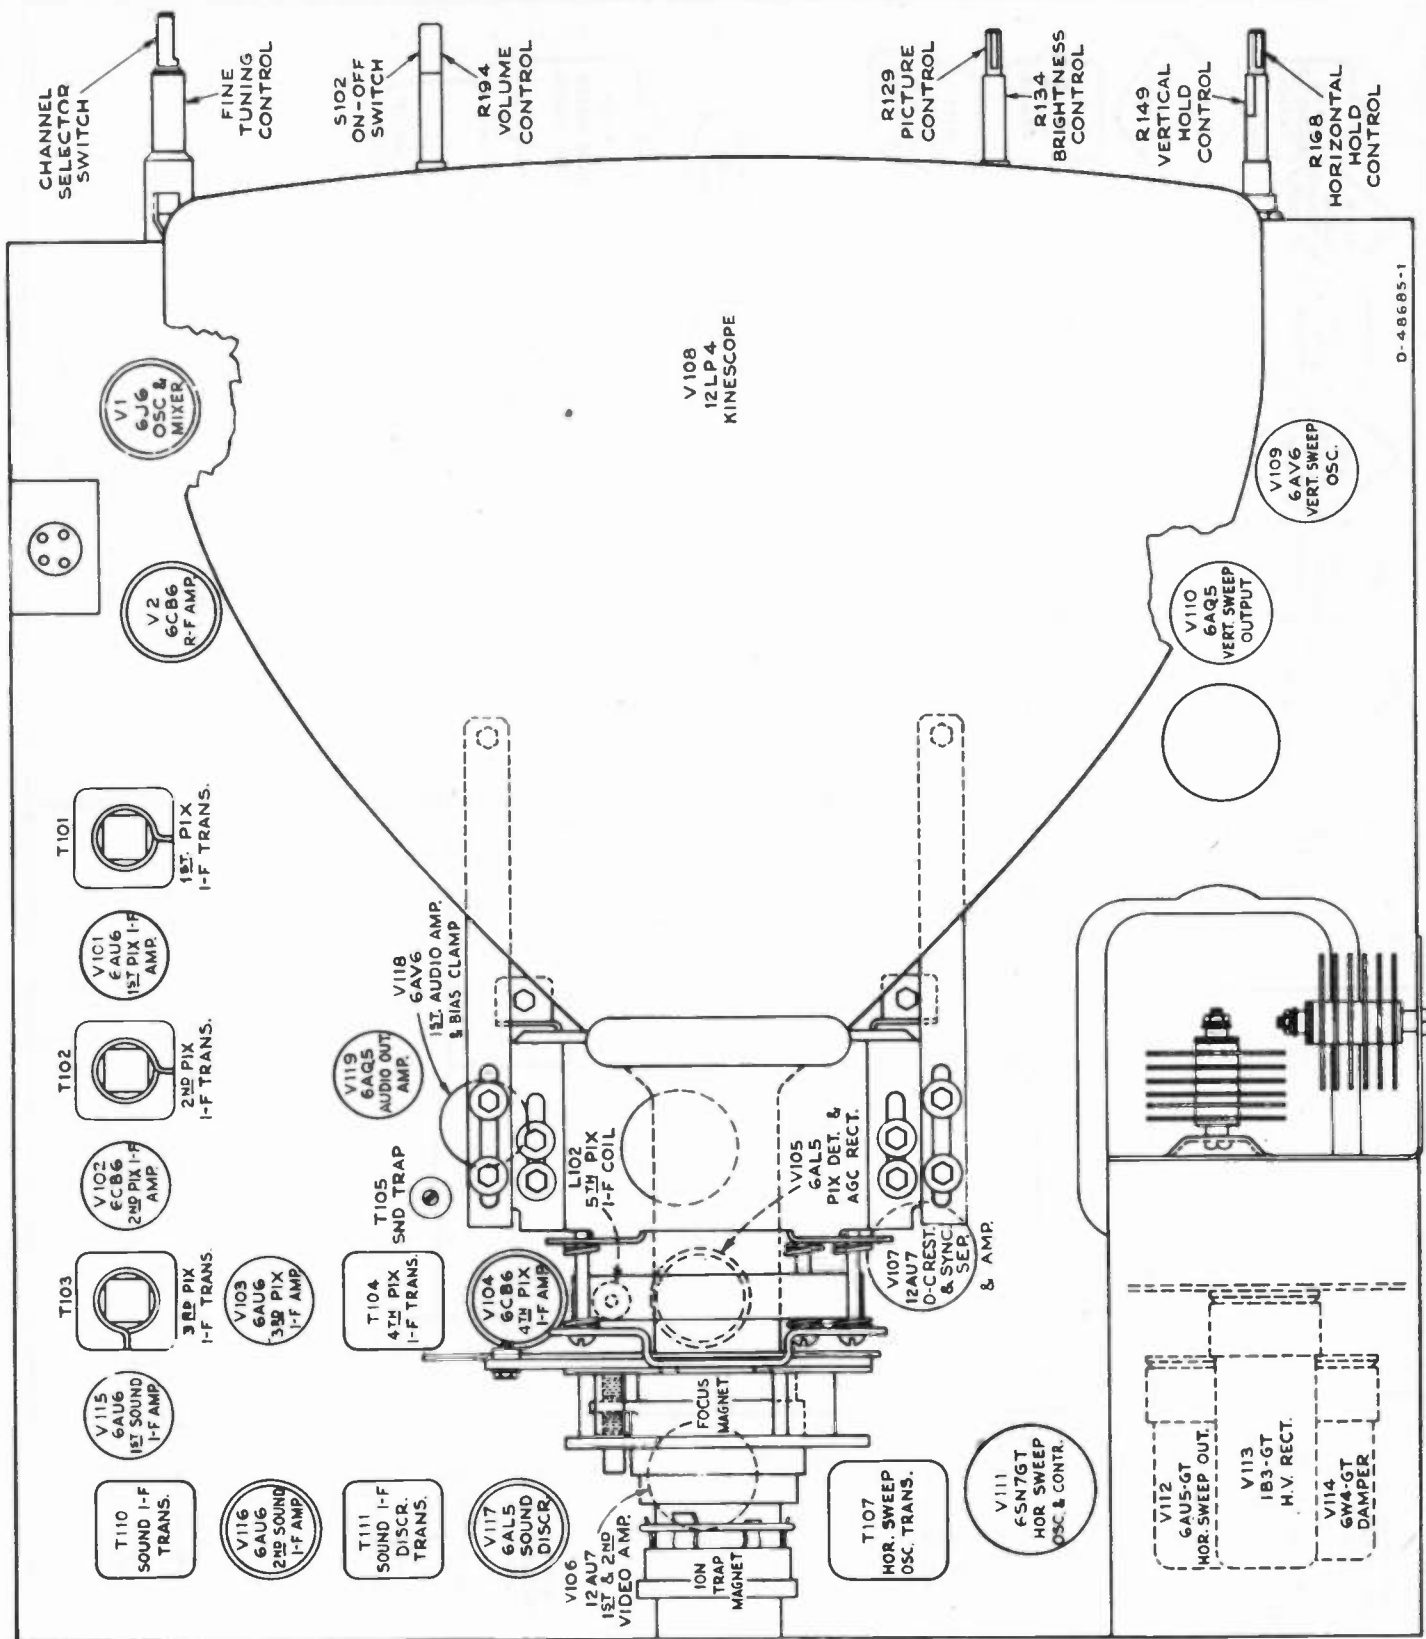 CHANNEL
SELECTOR
SWITCH
FINE
TUNING
CONTROL
S102
ON-OFF
SWITCH
R194
VOLUME
CONTROL
R129
PICTURE
CONTROL
R134
BRIGHTNESS
CONTROL
R149
VERTICAL
HOLD
CONTROL
R168
HORIZONTAL
HOLD
CONTROL
D-48685-1
V1
6J6
OSC &
MIXER
V108
12LP4
KINESCOPE
V109
6AV6
VERT. SWEEP
OSC.
V2
6CB6
R-F AMP.
V110
6AQ5
VERT. SWEEP
OUTPUT
T101
1ST. PIX
I-F TRANS.
V101
6AU6
1ST PIX I-F
AMP.
V118
6AV6
1ST. AUDIO AMP.
& BIAS CLAMP
T102
2ND PIX
I-F TRANS.
V119
6AQ5
AUDIO OUT.
AMP.
V102
6CB6
2ND PIX I-F
AMP.
T105
SND TRAP
L102
5TH PIX
I-F COIL
V105
6AL5
PIX DET. &
AGC RECT.
T103
3RD PIX
I-F TRANS.
V103
6AU6
3RD PIX
I-F AMP.
T104
4TH PIX
I-F TRANS.
V104
6CB6
4TH PIX
I-F AMP.
V107
12AU7
D-C REST.
& SYNC
SEP.
& AMP.
V115
6AU6
1ST SOUND
I-F AMP.
FOCUS
MAGNET
T110
SOUND I-F
TRANS.
V116
6AU6
2ND SOUND
I-F AMP.
T111
SOUND I-F
DISCR.
TRANS.
V117
6AL5
SOUND
DISCR.
V106
12AU7
1ST & 2ND
VIDEO AMP.
ION
TRAP
MAGNET
T107
HOR. SWEEP
OSC. TRANS.
V111
6SN7GT
HOR SWEEP
OSC. & CONTR.
V112
6AU5-GT
HOR. SWEEP OUT.
V113
1B3-GT
H.V. RECT.
V114
6W4-GT
DAMPER